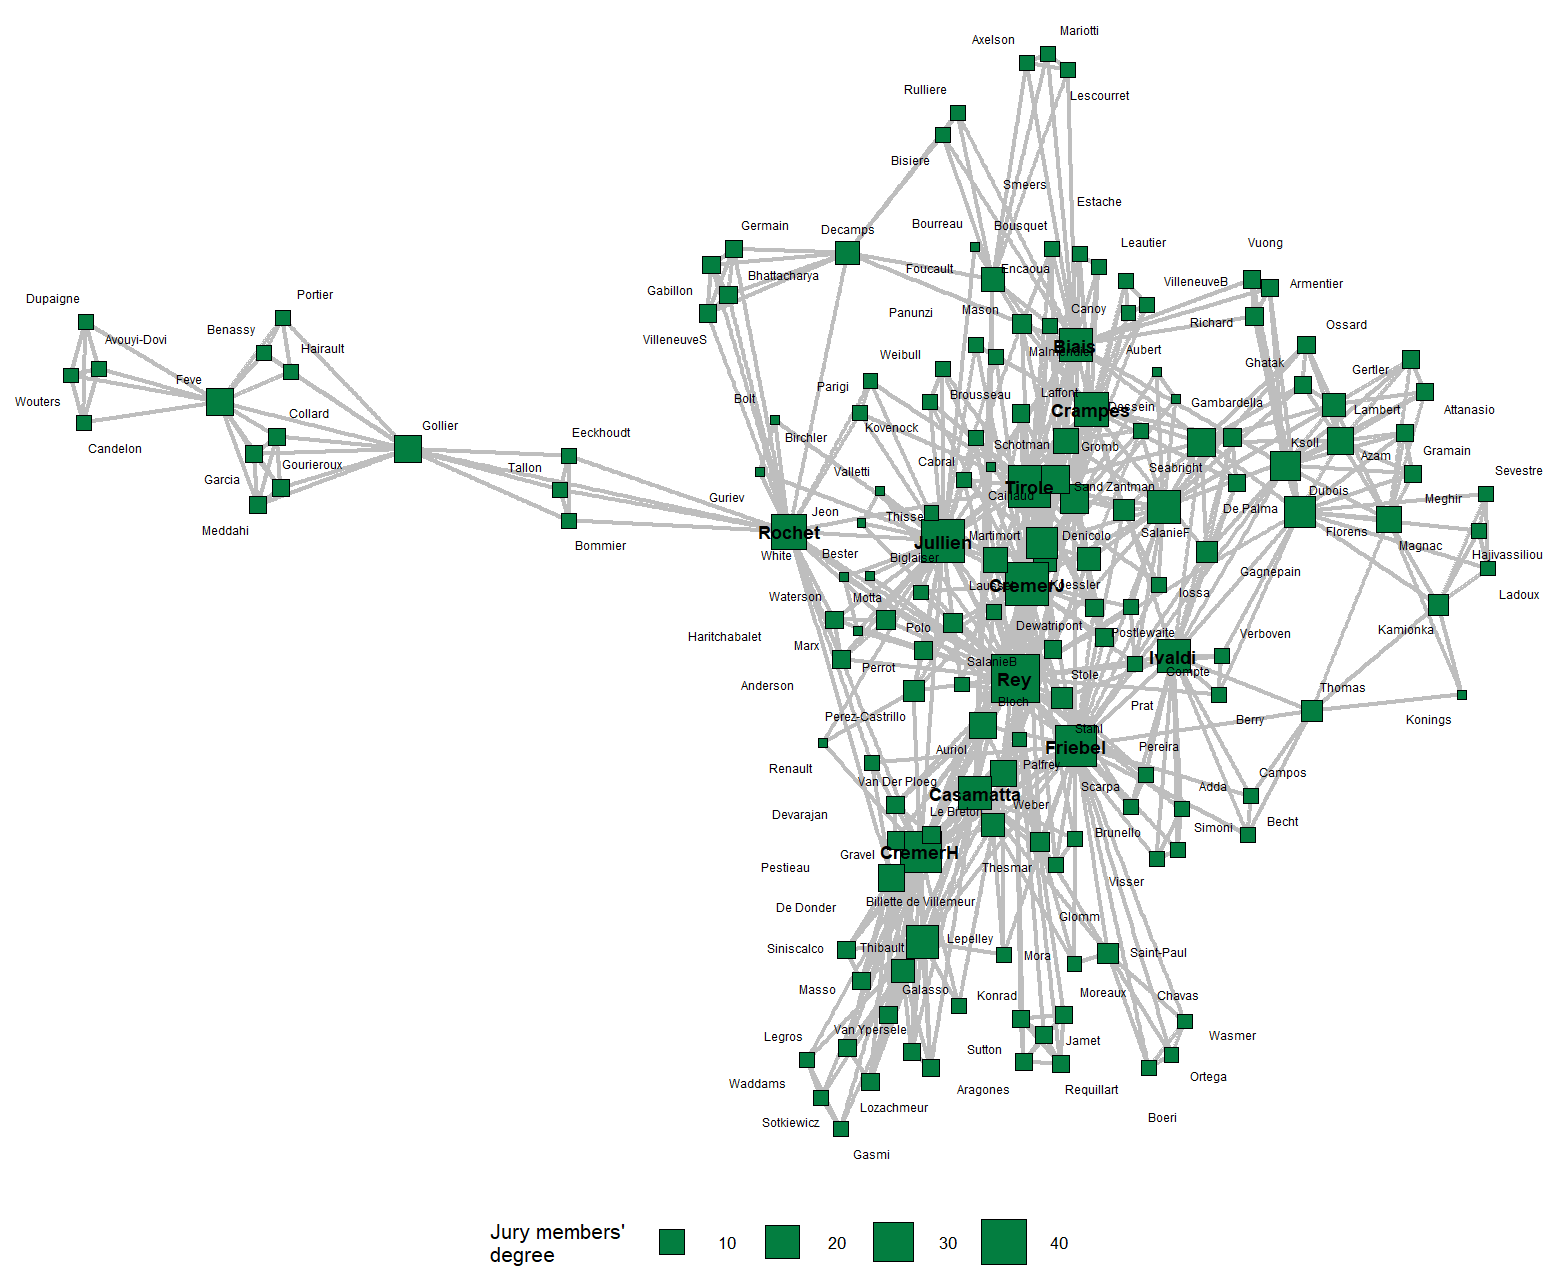 Mariotti
Axelson
Rulliere
Lescourret
Bisiere
Smeers
Estache
Germain
Decamps
Bourreau
Bousquet
Leautier
Vuong
Bhattacharya
Foucault
Encaoua
VilleneuveB
Armentier
Gabillon
Dupaigne
Portier
Panunzi
Mason
Canoy
Richard
Ossard
Benassy
Avouyi-Dovi
Hairault
VilleneuveS
Weibull
Biais
Malmendier
Aubert
Ghatak
Gertler
Feve
Parigi
Brousseau
Laffont
Wouters
Bolt
Gambardella
Lambert
Attanasio
Collard
Crampes
Dessein
Gollier
Eeckhoudt
Birchler
Kovenock
Schotman
Gromb
Ksoll
Gramain
Candelon
Azam
Gourieroux
Tallon
Valletti
Cabral
Seabright
Sevestre
Garcia
Guriev
Tirole
Sand Zantman
Dubois
Meghir
Cailaud
Meddahi
Jeon
Thisse
De Palma
Rochet
Jullien
Martimort
Denicolo
SalanieF
Florens
Magnac
Bommier
White
Bester
Biglaiser
Gagnepain
Hajivassiliou
Waterson
Motta
CremerJ
Koessler
Iossa
Ladoux
Haritchabalet
Polo
Dewatripont
Postlewaite
Verboven
Kamionka
Marx
Perrot
SalanieB
Ivaldi
Compte
Anderson
Rey
Stole
Thomas
Perez-Castrillo
Bloch
Prat
Berry
Konings
Auriol
Stahl
Friebel
Pereira
Renault
Van Der Ploeg
Palfrey
Scarpa
Adda
Campos
Casamatta
Devarajan
Le Breton
Weber
Brunello
Simoni
Becht
Gravel
CremerH
Pestieau
Thesmar
Visser
De Donder
Billette de Villemeur
Glomm
Siniscalco
Thibault
Lepelley
Mora
Saint-Paul
Masso
Galasso
Konrad
Moreaux
Chavas
Legros
Van Ypersele
Sutton
Jamet
Wasmer
Waddams
Aragones
Requillart
Ortega
Sotkiewicz
Lozachmeur
Boeri
Gasmi
Jury members'
degree
10
20
30
40